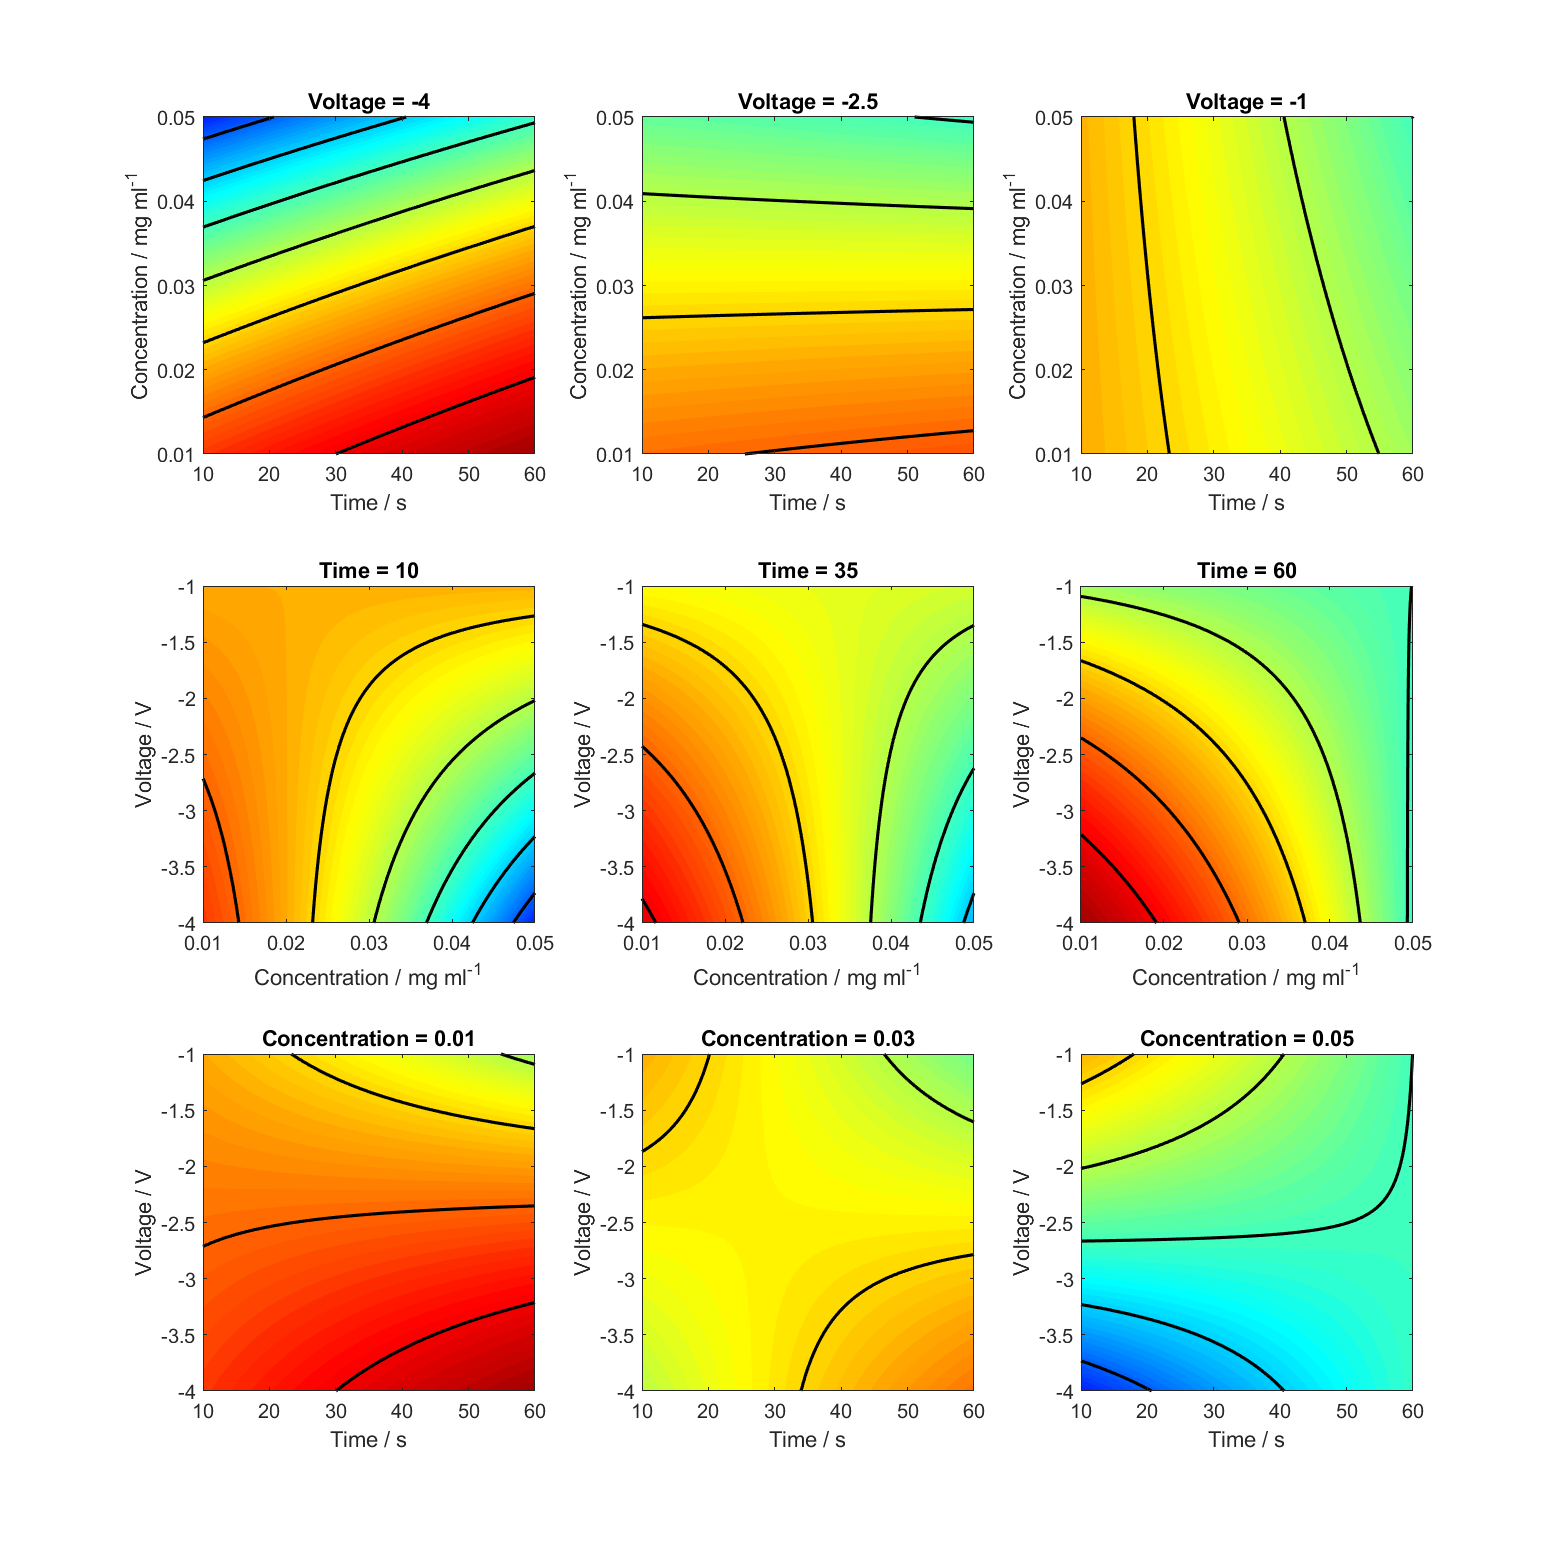 Voltage = -4
Voltage = -2.5
Voltage = -1
0.05
0.04
0.03
0.02
0.01
Concentration / mg ml-1
10 20 30 40 50 60
Time / s
0.05
0.04
0.03
0.02
0.01
Concentration / mg ml-1
10 20 30 40 50 60
Time / s
0.05
0.04
0.03
0.02
0.01
Concentration / mg ml-1
10 20 30 40 50 60
Time / s
Time = 10
Time = 35
Time = 60
-1
-1.5
-2
-2.5
-3
-3.5
-4
Voltage / V
0.01 0.02 0.03 0.04 0.05
Concentration / mg ml-1
-1
-1.5
-2
-2.5
-3
-3.5
-4
Voltage / V
0.01 0.02 0.03 0.04 0.05
Concentration / mg ml-1
-1
-1.5
-2
-2.5
-3
-3.5
-4
Voltage / V
0.01 0.02 0.03 0.04 0.05
Concentration / mg ml-1
Concentration = 0.01
Concentration = 0.03
Concentration = 0.05
-1
-1.5
-2
-2.5
-3
-3.5
-4
Voltage / V
10 20 30 40 50 60
Time / s
-1
-1.5
-2
-2.5
-3
-3.5
-4
Voltage / V
10 20 30 40 50 60
Time / s
-1
-1.5
-2
-2.5
-3
-3.5
-4
Voltage / V
10 20 30 40 50 60
Time / s